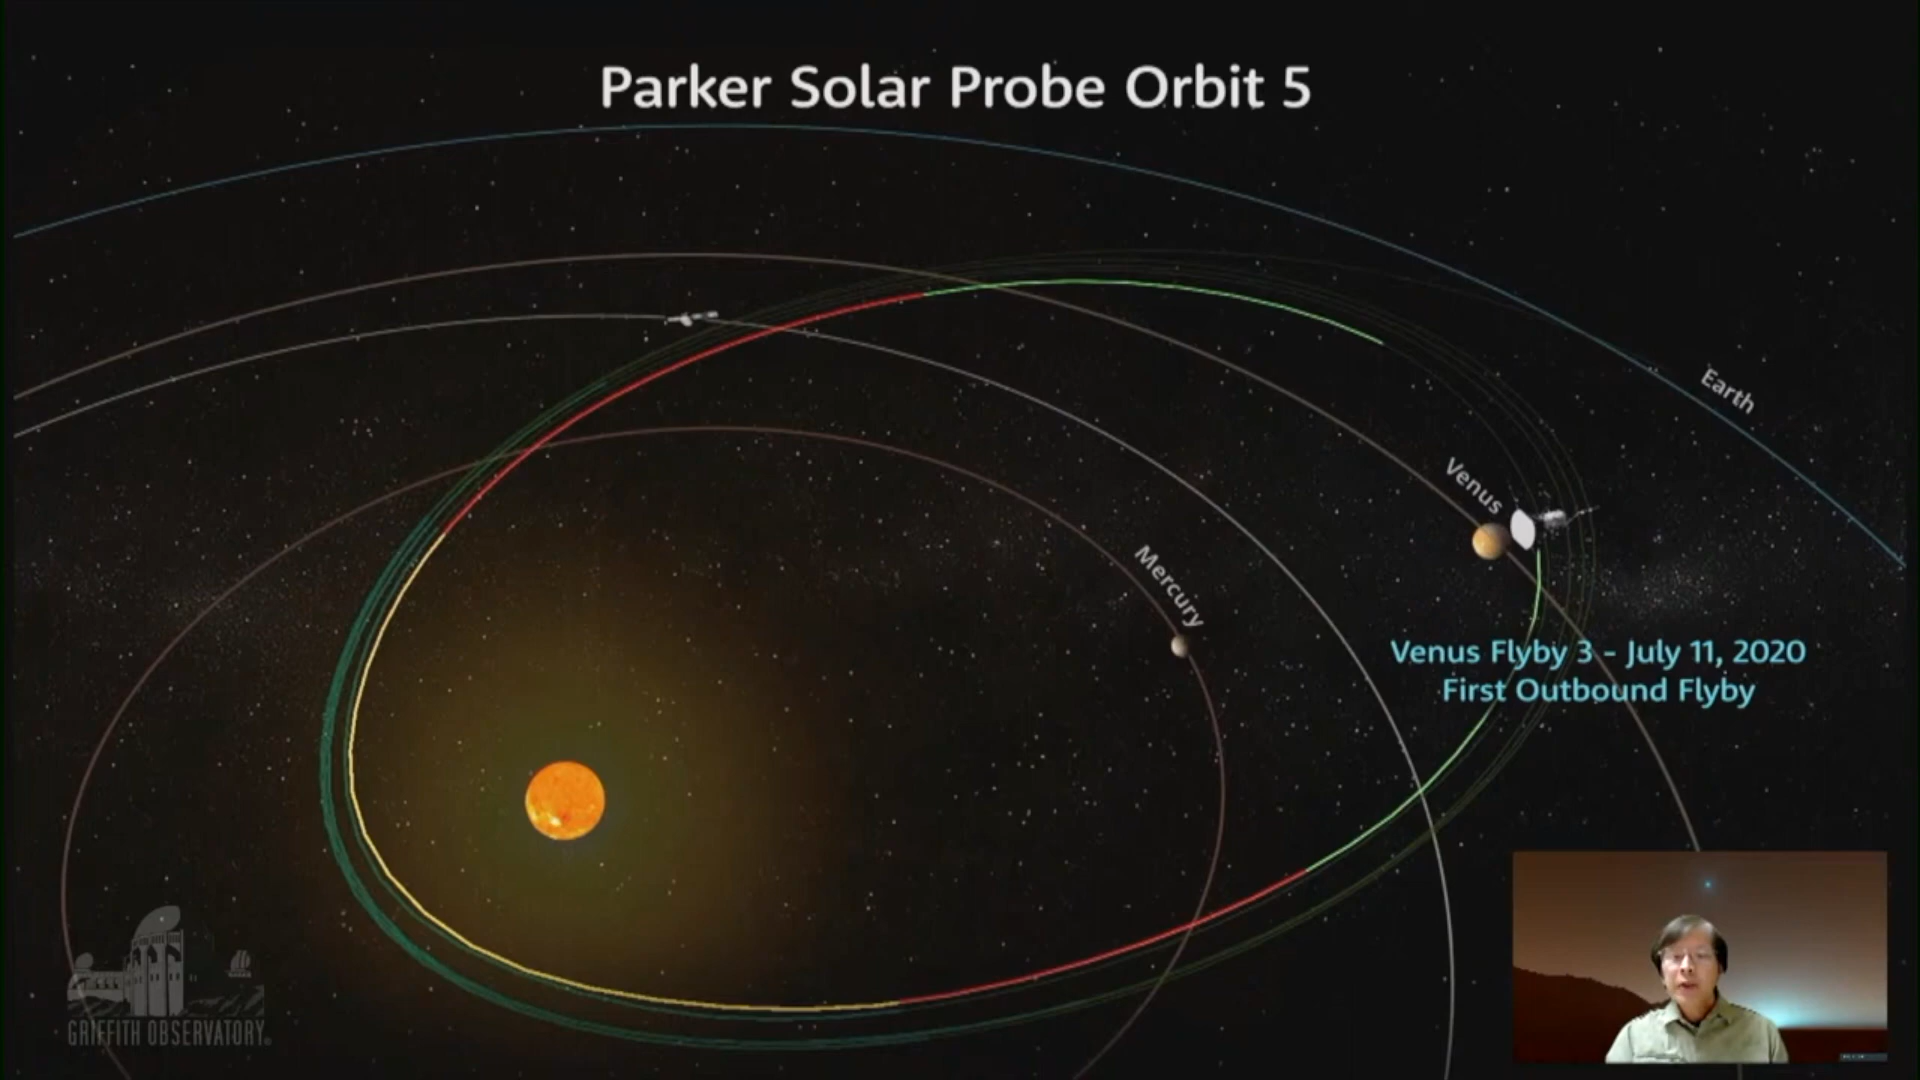 Parker Solar Probe Orbit 5
Earth
Venus
Mercury
Venus Flyby 3 - July 11, 2020
First Outbound Flyby
GRIFFITH OBSERVATORY